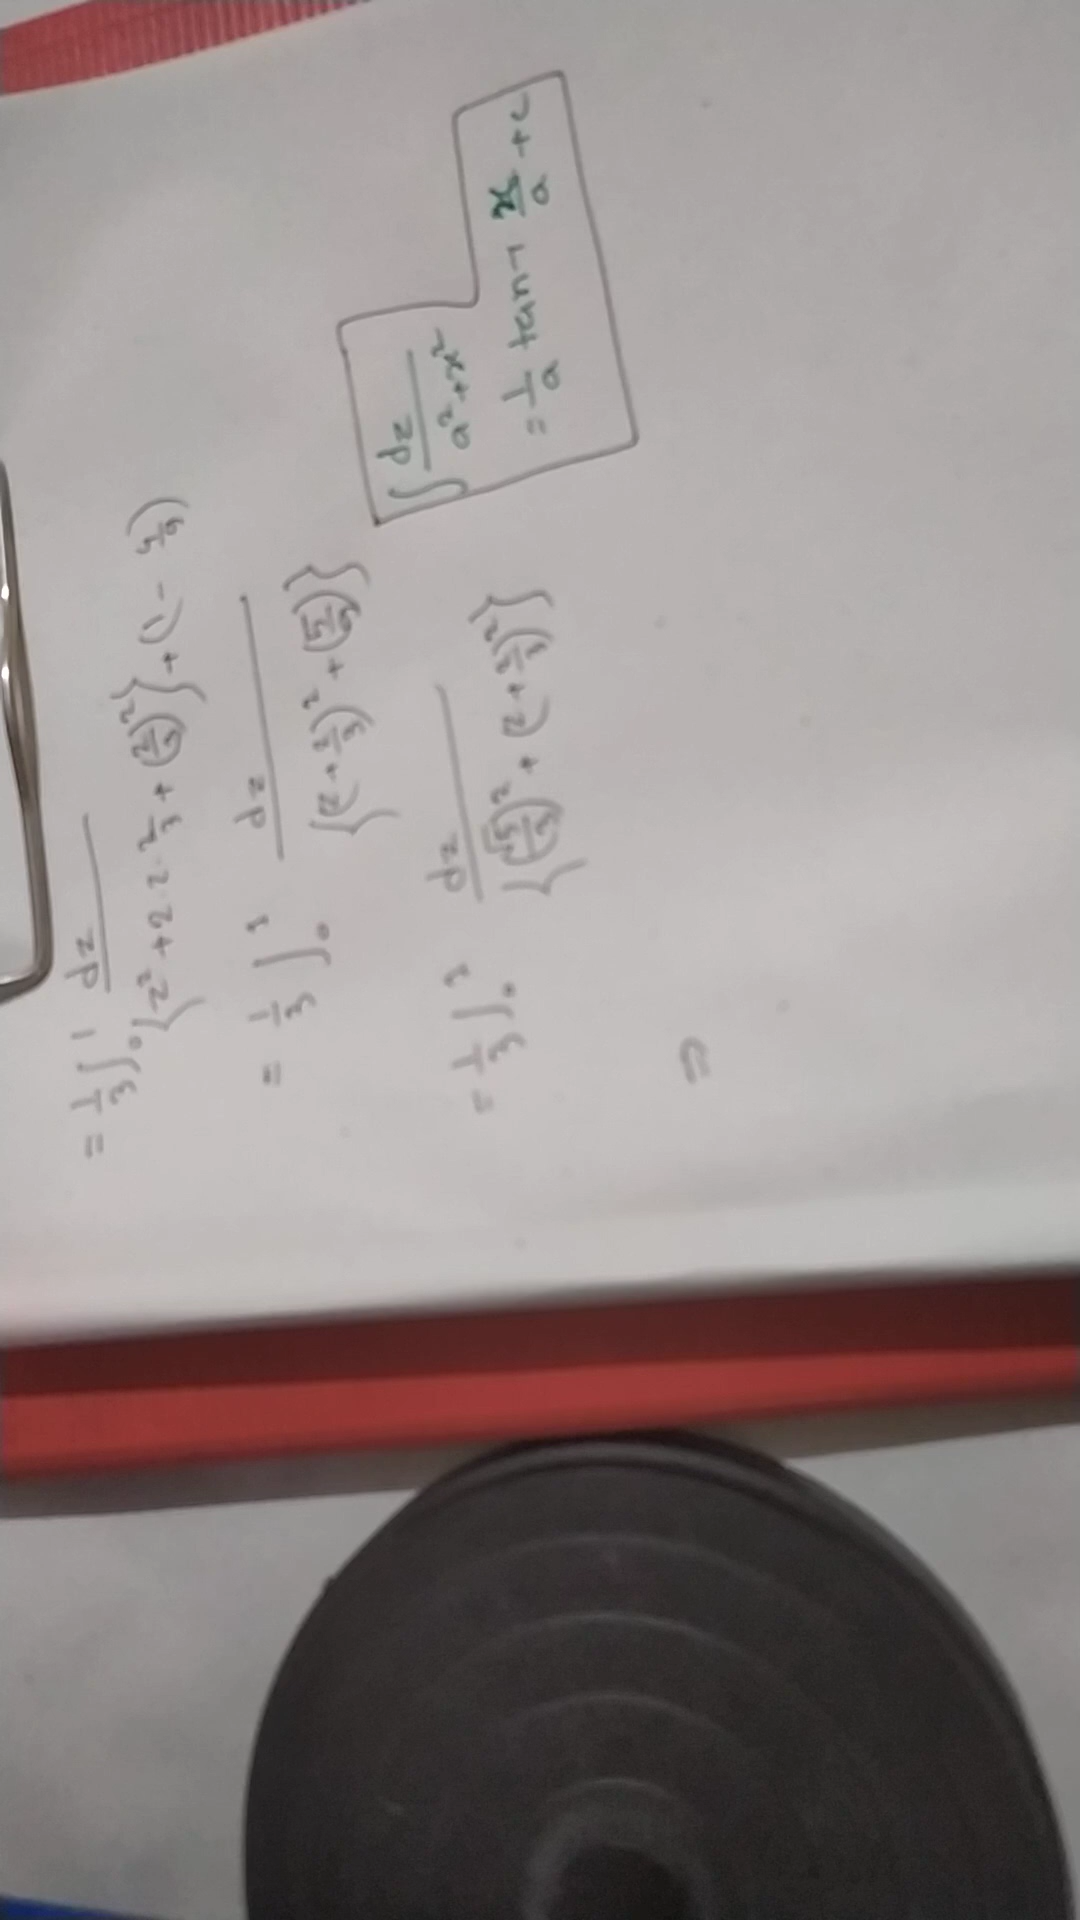 = 1/3 ∫₀¹ dz / {z² + 2 z · 2/3 + (2/3)²} + (1 - 4/9)
= 1/3 ∫₀¹ dz / {(z + 2/3)² + (5/9)}
= 1/3 ∫₀¹ dz / {(√5/3)² + (z + 2/3)²}
∫ dz / a² + x²
= 1/a tan⁻¹ x/a + c
=